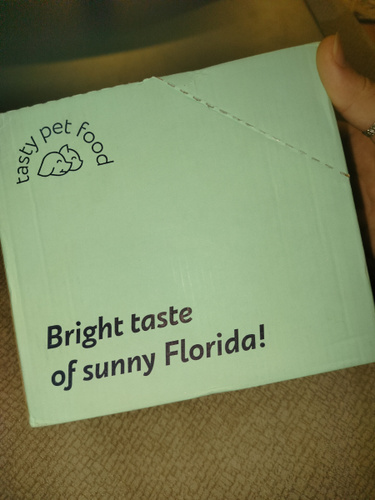 tasty pet food
Bright taste
of sunny Florida!